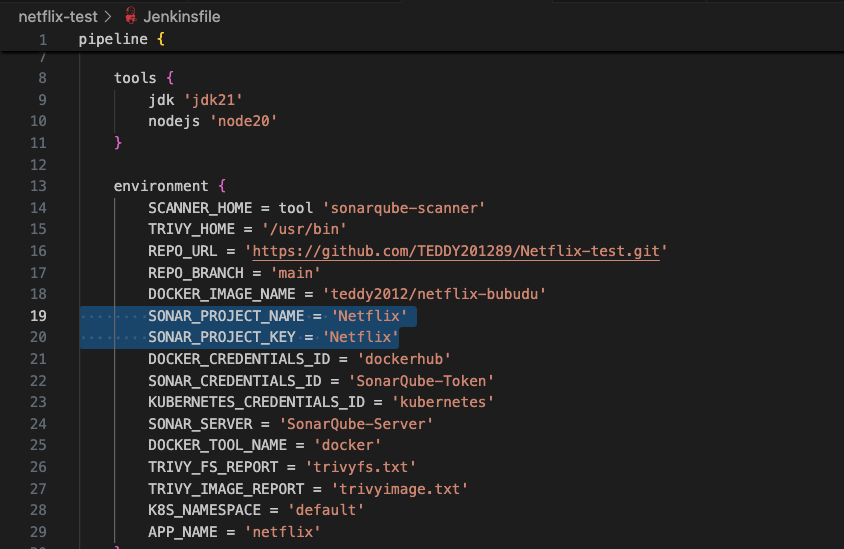 netflix-test > Jenkinsfile
1 pipeline {
7
8 tools {
9 jdk 'jdk21'
10 nodejs 'node20'
11 }
12
13 environment {
14 SCANNER_HOME = tool 'sonarqube-scanner'
15 TRIVY_HOME = '/usr/bin'
16 REPO_URL = 'https://github.com/TEDDY201289/Netflix-test.git'
17 REPO_BRANCH = 'main'
18 DOCKER_IMAGE_NAME = 'teddy2012/netflix-bubudu'
19 SONAR_PROJECT_NAME = 'Netflix'
20 SONAR_PROJECT_KEY = 'Netflix'
21 DOCKER_CREDENTIALS_ID = 'dockerhub'
22 SONAR_CREDENTIALS_ID = 'SonarQube-Token'
23 KUBERNETES_CREDENTIALS_ID = 'kubernetes'
24 SONAR_SERVER = 'SonarQube-Server'
25 DOCKER_TOOL_NAME = 'docker'
26 TRIVY_FS_REPORT = 'trivyfs.txt'
27 TRIVY_IMAGE_REPORT = 'trivyimage.txt'
28 K8S_NAMESPACE = 'default'
29 APP_NAME = 'netflix'